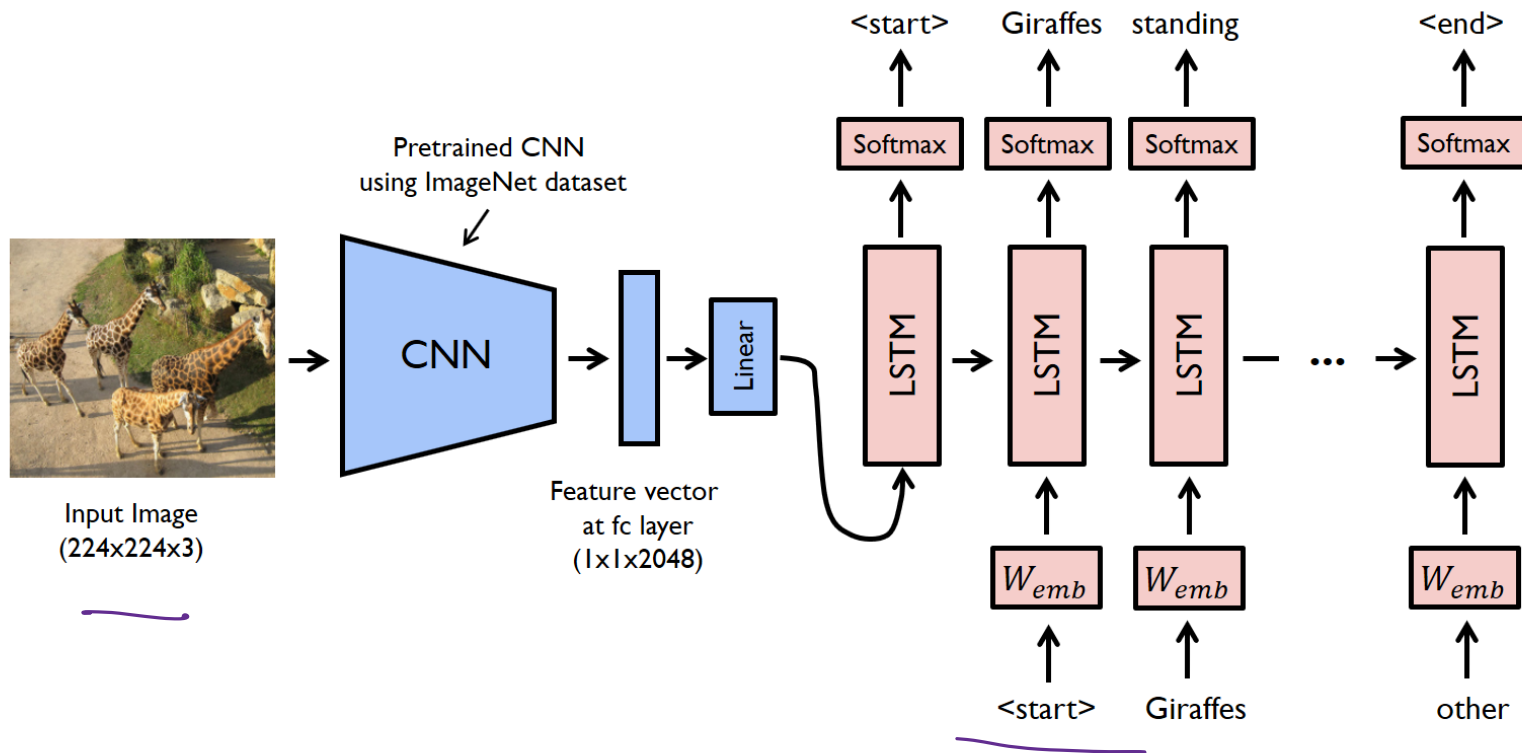 <start> Giraffes standing <end>
Softmax Softmax Softmax Softmax
Pretrained CNN
using ImageNet dataset
CNN
Linear
LSTM LSTM LSTM ... LSTM
Input Image
(224x224x3)
Feature vector
at fc layer
(1x1x2048)
W_emb W_emb W_emb
<start> Giraffes other